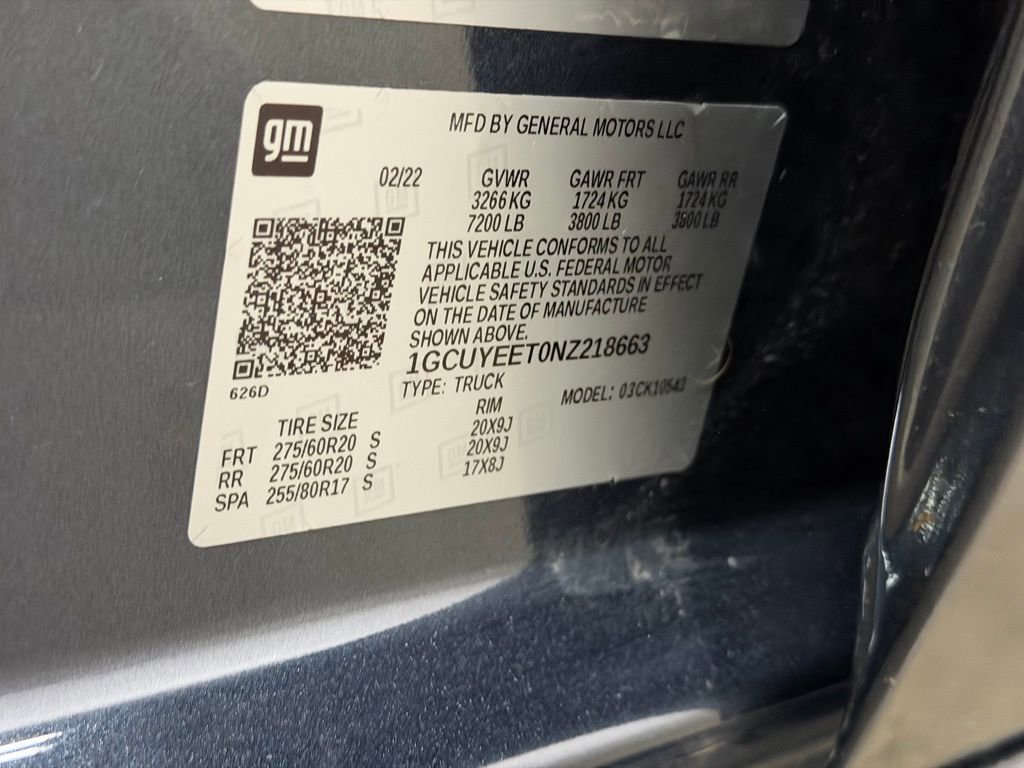 gm
MFD BY GENERAL MOTORS LLC
02/22 GVWR GAWR FRT GAWR RR
3266 KG 1724 KG 1724 KG
7200 LB 3800 LB 3800 LB
THIS VEHICLE CONFORMS TO ALL
APPLICABLE U.S. FEDERAL MOTOR
VEHICLE SAFETY STANDARDS IN EFFECT
ON THE DATE OF MANUFACTURE
SHOWN ABOVE.
1GCUYEET0NZ218663
626D
TYPE: TRUCK MODEL: 03CK10543
TIRE SIZE RIM
FRT 275/60R20 S 20X9J
RR 275/60R20 S 20X9J
SPA 255/80R17 S 17X8J